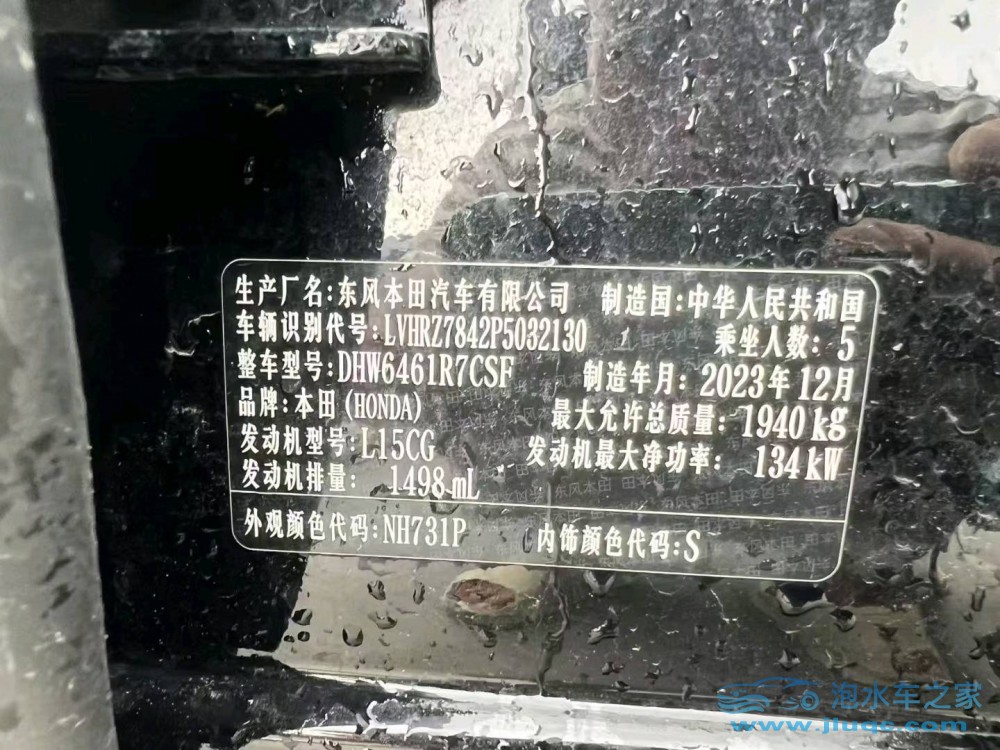 生产厂名:东风本田汽车有限公司 制造国:中华人民共和国
车辆识别代号:LVHRZ7842P5032130 乘坐人数: 5
整车型号:DHW6461R7CSF 制造年月: 2023年12月
品牌:本田(HONDA) 最大允许总质量: 1940 kg
发动机型号:L15CG 发动机最大净功率: 134 kW
发动机排量: 1498 mL
外观颜色代码:NH731P 内饰颜色代码:S
泡水车之家
www.jluqc.com